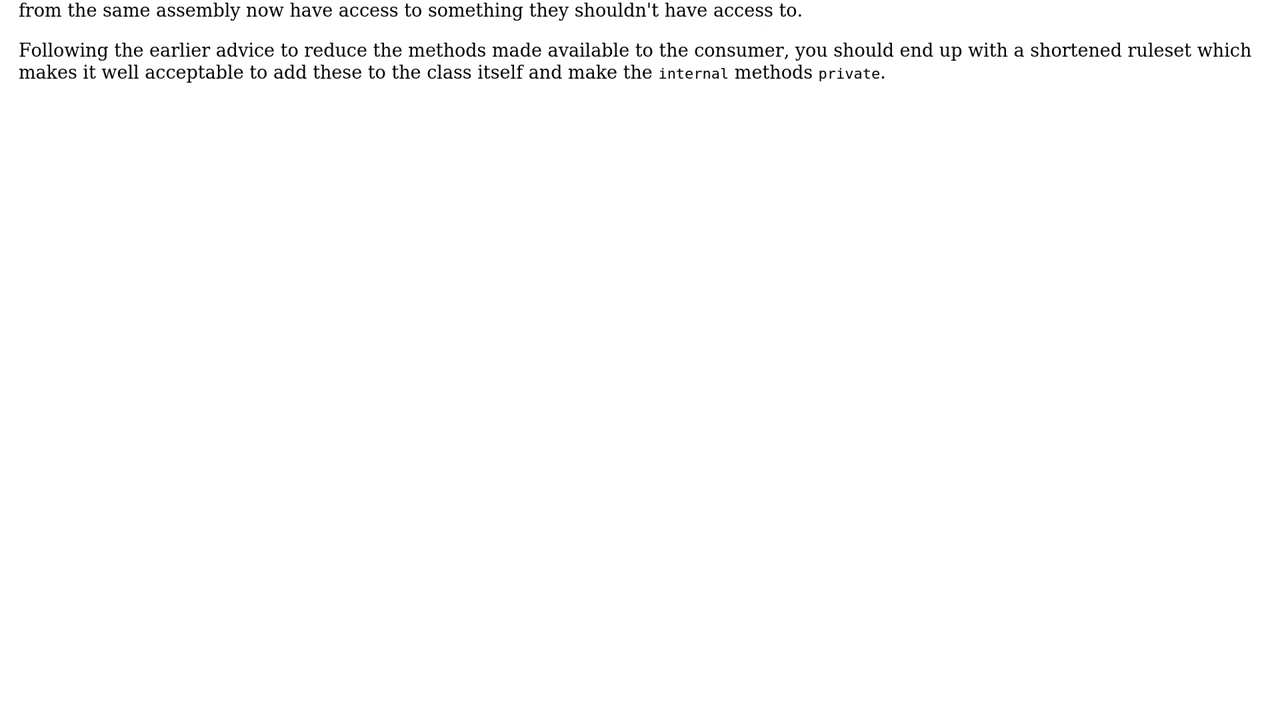 from the same assembly now have access to something they shouldn't have access to.
Following the earlier advice to reduce the methods made available to the consumer, you should end up with a shortened ruleset which
makes it well acceptable to add these to the class itself and make the internal methods private.